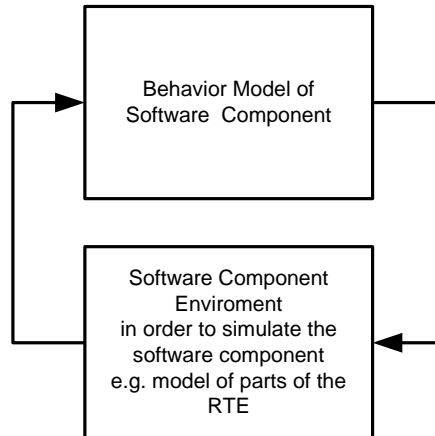 Behavior Model of
Software Component
Software Component
Enviroment
in order to simulate the
software component
e.g. model of parts of the
RTE